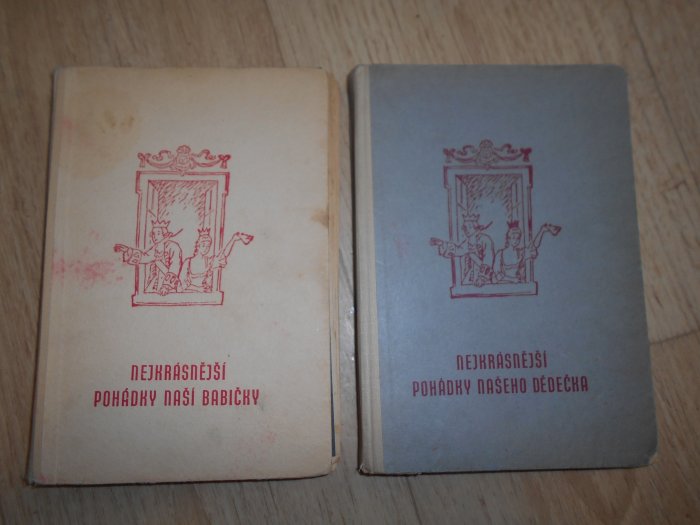 NEJKRÁSNĚJŠÍ
POHÁDKY NAŠÍ BABIČKY
NEJKRÁSNĚJŠÍ
POHÁDKY NAŠEHO DĚDEČKA